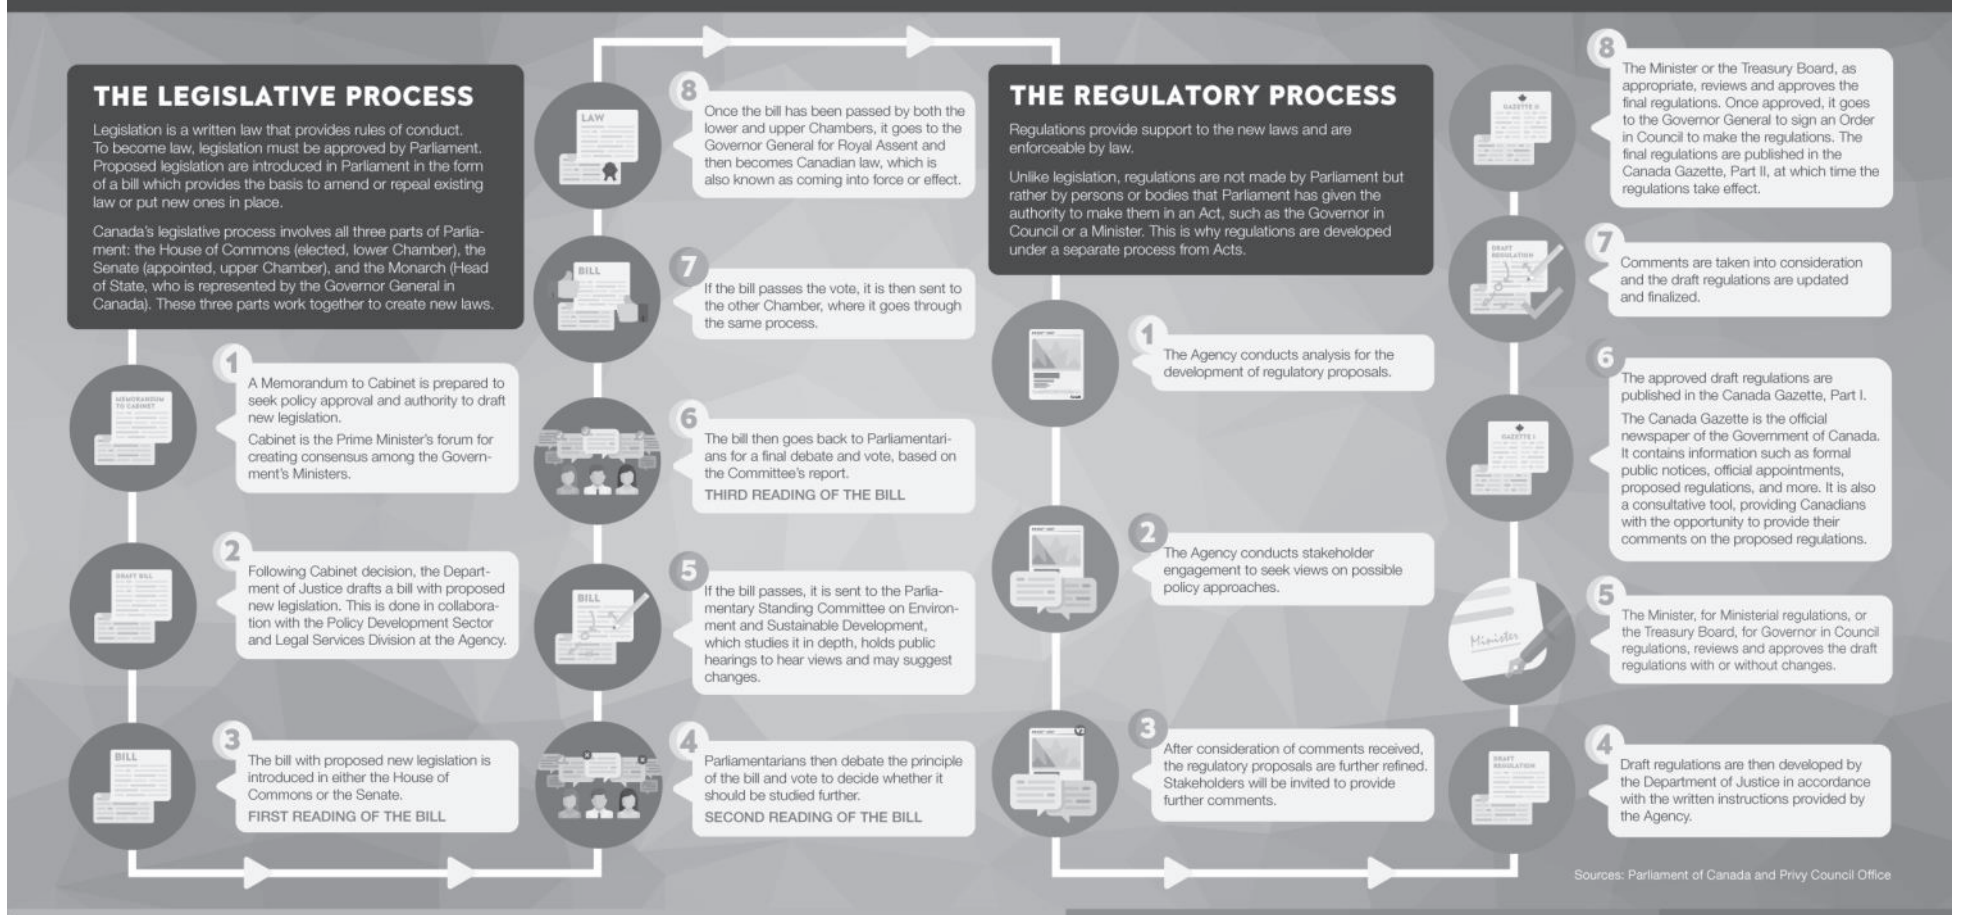 THE LEGISLATIVE PROCESS
Legislation is a written law that provides rules of conduct.
To become law, legislation must be approved by Parliament.
Proposed legislation are introduced in Parliament in the form
of a bill which provides the basis to amend or repeal existing
law or put new ones in place.
Canada's legislative process involves all three parts of Parlia-
ment: the House of Commons (elected, lower Chamber), the
Senate (appointed, upper Chamber), and the Monarch (Head
of State, who is represented by the Governor General in
Canada). These three parts work together to create new laws.
MEMORANDUM
TO CABINET
1
A Memorandum to Cabinet is prepared to
seek policy approval and authority to draft
new legislation.
Cabinet is the Prime Minister's forum for
creating consensus among the Govern-
ment's Ministers.
DRAFT BILL
2
Following Cabinet decision, the Depart-
ment of Justice drafts a bill with proposed
new legislation. This is done in collabora-
tion with the Policy Development Sector
and Legal Services Division at the Agency.
BILL
3
The bill with proposed new legislation is
introduced in either the House of
Commons or the Senate.
FIRST READING OF THE BILL
4
Parliamentarians then debate the principle
of the bill and vote to decide whether it
should be studied further.
SECOND READING OF THE BILL
BILL
5
If the bill passes, it is sent to the Parlia-
mentary Standing Committee on Environ-
ment and Sustainable Development,
which studies it in depth, holds public
hearings to hear views and may suggest
changes.
6
The bill then goes back to Parliamentari-
ans for a final debate and vote, based on
the Committee's report.
THIRD READING OF THE BILL
BILL
7
If the bill passes the vote, it is then sent to
the other Chamber, where it goes through
the same process.
LAW
8
Once the bill has been passed by both the
lower and upper Chambers, it goes to the
Governor General for Royal Assent and
then becomes Canadian law, which is
also known as coming into force or effect.
THE REGULATORY PROCESS
Regulations provide support to the new laws and are
enforceable by law.
Unlike legislation, regulations are not made by Parliament but
rather by persons or bodies that Parliament has given the
authority to make them in an Act, such as the Governor in
Council or a Minister. This is why regulations are developed
under a separate process from Acts.
1
The Agency conducts analysis for the
development of regulatory proposals.
2
The Agency conducts stakeholder
engagement to seek views on possible
policy approaches.
V2
3
After consideration of comments received,
the regulatory proposals are further refined.
Stakeholders will be invited to provide
further comments.
DRAFT
REGULATION
4
Draft regulations are then developed by
the Department of Justice in accordance
with the written instructions provided by
the Agency.
Minister
5
The Minister, for Ministerial regulations, or
the Treasury Board, for Governor in Council
regulations, reviews and approves the draft
regulations with or without changes.
GAZETTE I
6
The approved draft regulations are
published in the Canada Gazette, Part I.
The Canada Gazette is the official
newspaper of the Government of Canada.
It contains information such as formal
public notices, official appointments,
proposed regulations, and more. It is also
a consultative tool, providing Canadians
with the opportunity to provide their
comments on the proposed regulations.
DRAFT
REGULATION
7
Comments are taken into consideration
and the draft regulations are updated
and finalized.
GAZETTE II
8
The Minister or the Treasury Board, as
appropriate, reviews and approves the
final regulations. Once approved, it goes
to the Governor General to sign an Order
in Council to make the regulations. The
final regulations are published in the
Canada Gazette, Part II, at which time the
regulations take effect.
Sources: Parliament of Canada and Privy Council Office